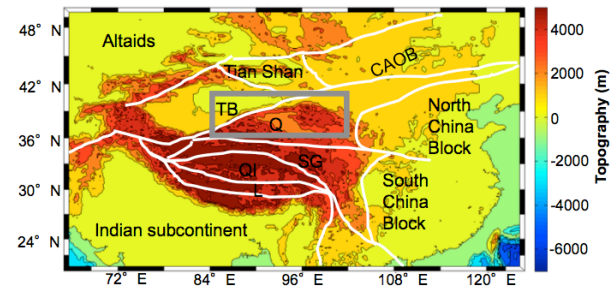 48° N
42° N
36° N
30° N
24° N
Altaids
Tian Shan
CAOB
TB
Q
North
China
Block
SG
QI
L
South
China
Block
Indian subcontinent
72° E
84° E
96° E
108° E
120° E
4000
2000
0
-2000
-4000
-6000
Topography (m)